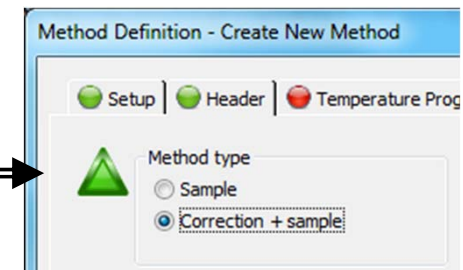 Method Definition - Create New Method
Setup Header Temperature Prog
Method type
Sample
Correction + sample